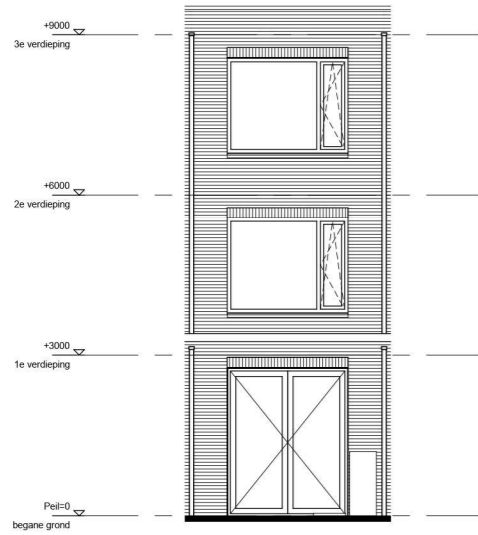 +9000
3e verdieping
+6000
2e verdieping
+3000
1e verdieping
Peil=0
begane grond